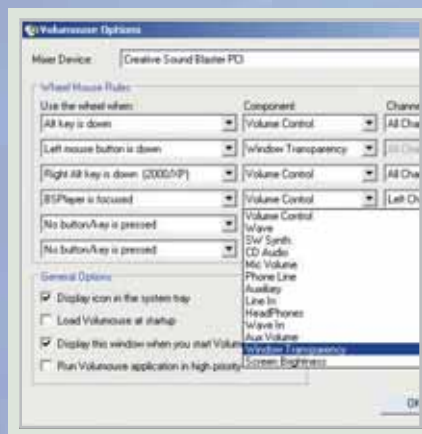 Volumouse Options
Mixer Device: Creative Sound Blaster PCI
Wheel Mouse Rules
Use the wheel when: Component Channe
Alt key is down Volume Control All Cha
Left mouse button is down Window Transparency All Cha
Right Alt key is down (2000/XP) Volume Control All Cha
BSPlayer is focused Volume Control Left Ch
No button/key is pressed
No button/key is pressed
Volume Control
Wave
SW Synth
CD Audio
Mic Volume
Phone Line
Auxiliary
Line In
HeadPhones
Wave In
Aux Volume
Window Transparency
Screen Brightness
General Options
Display icon in the system tray
Load Volumouse at startup
Display this window when you start Volum
Run Volumouse application in high priority
OK